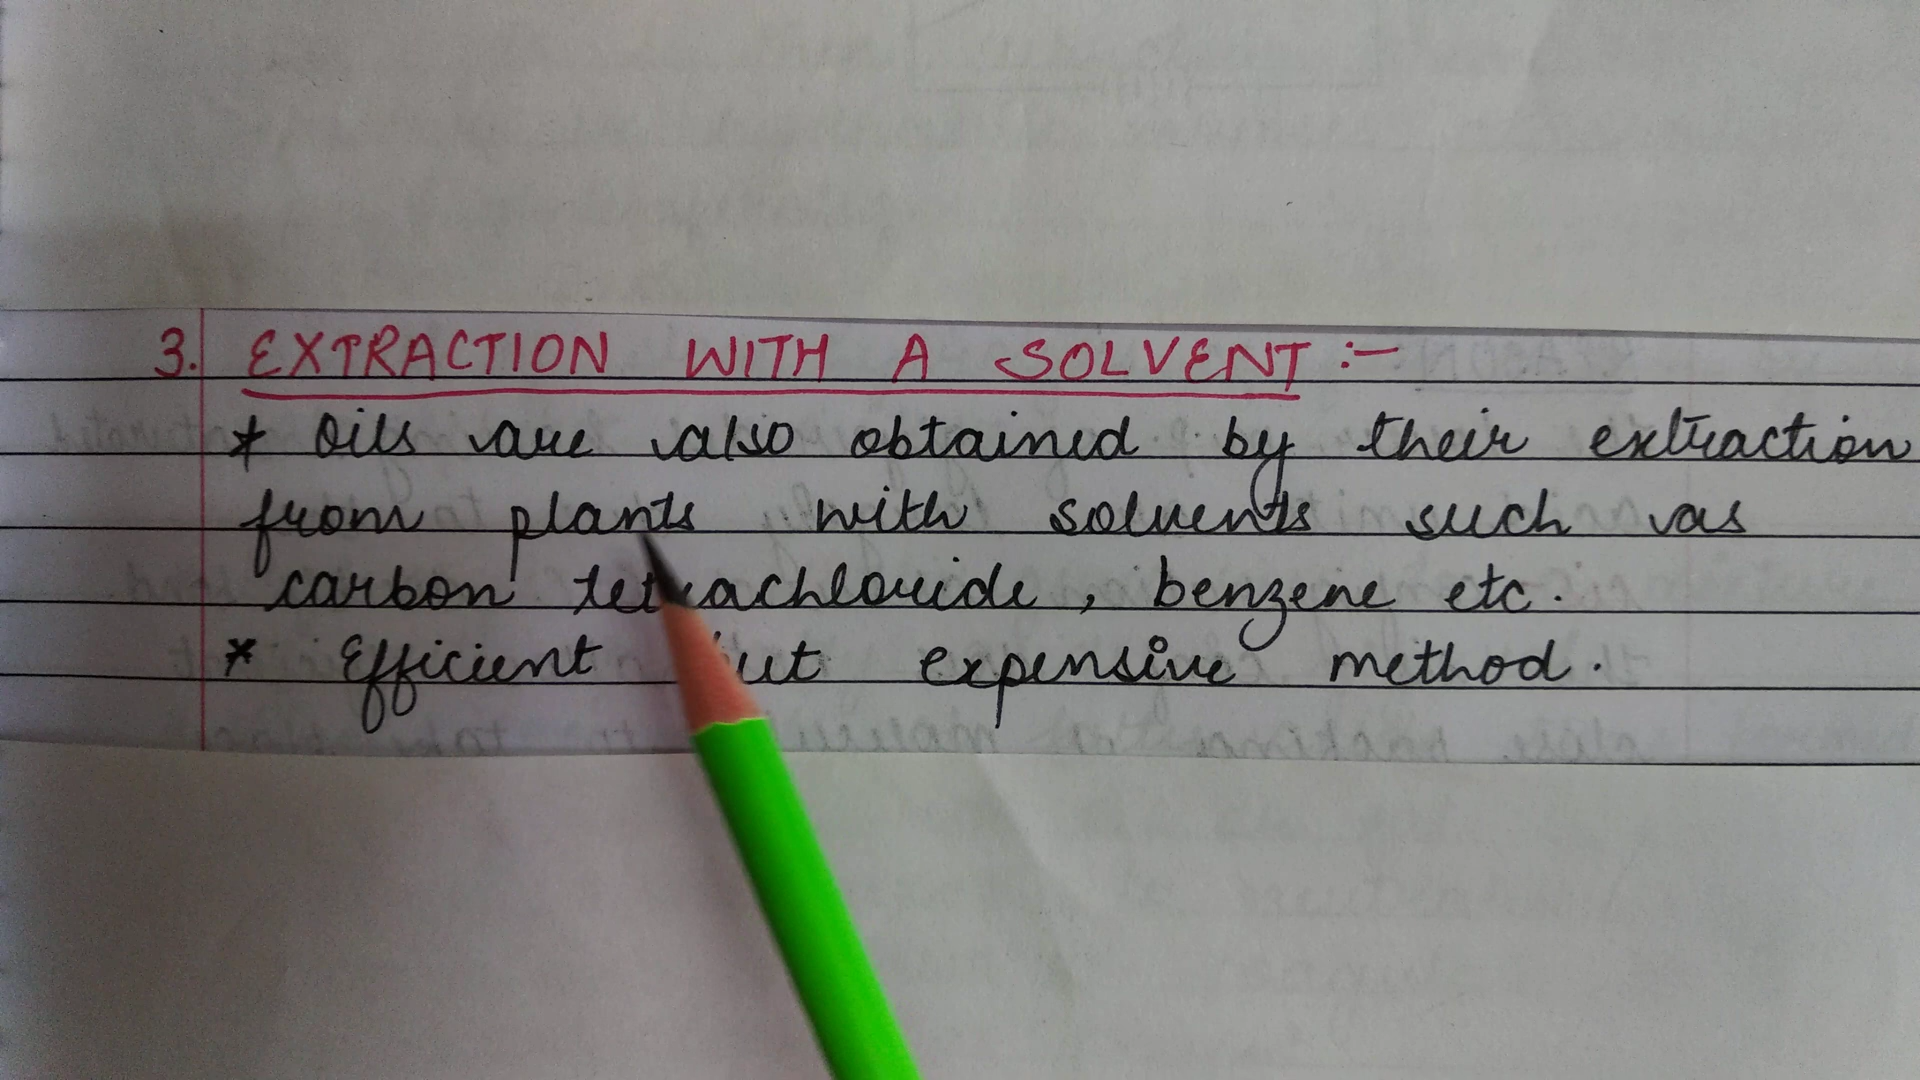 3. EXTRACTION WITH A SOLVENT :-
* Oils are also obtained by their extraction
from plants with solvents such as
carbon tetrachloride, benzene etc.
* Efficient but expensive method.